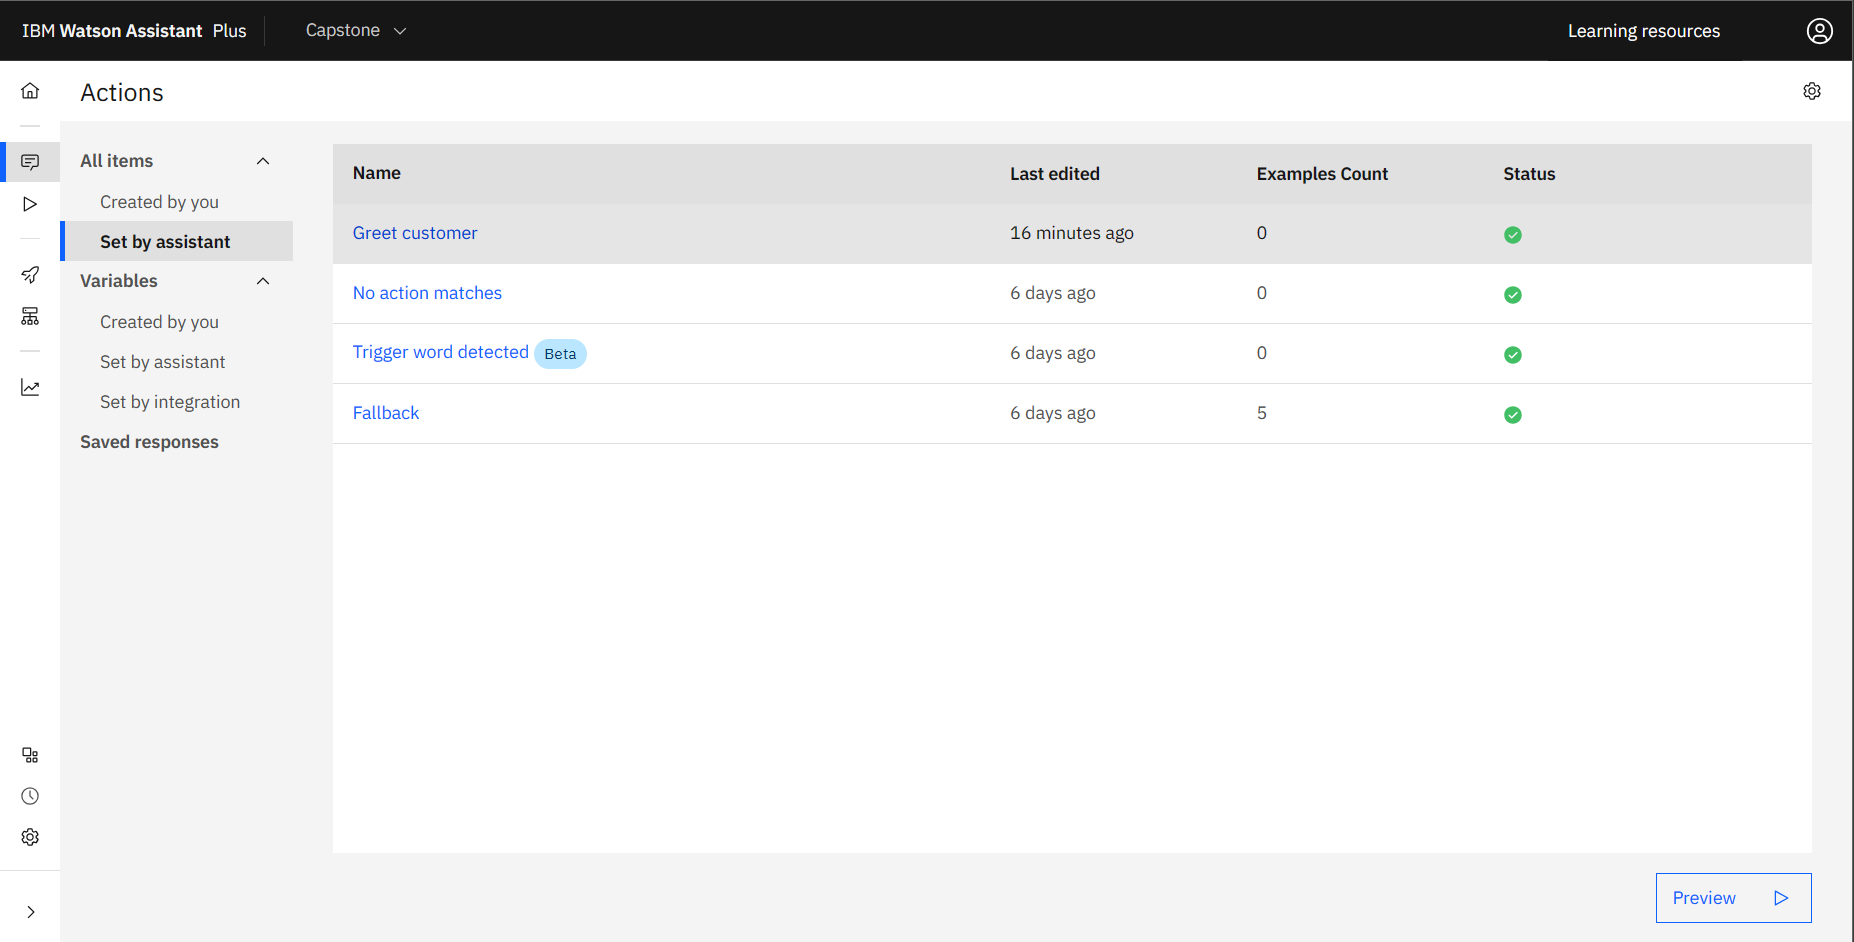 IBM Watson Assistant Plus
Capstone
Learning resources
Actions
All items
Created by you
Set by assistant
Variables
Created by you
Set by assistant
Set by integration
Saved responses
Name Last edited Examples Count Status
Greet customer 16 minutes ago 0
No action matches 6 days ago 0
Trigger word detected Beta 6 days ago 0
Fallback 6 days ago 5
Preview